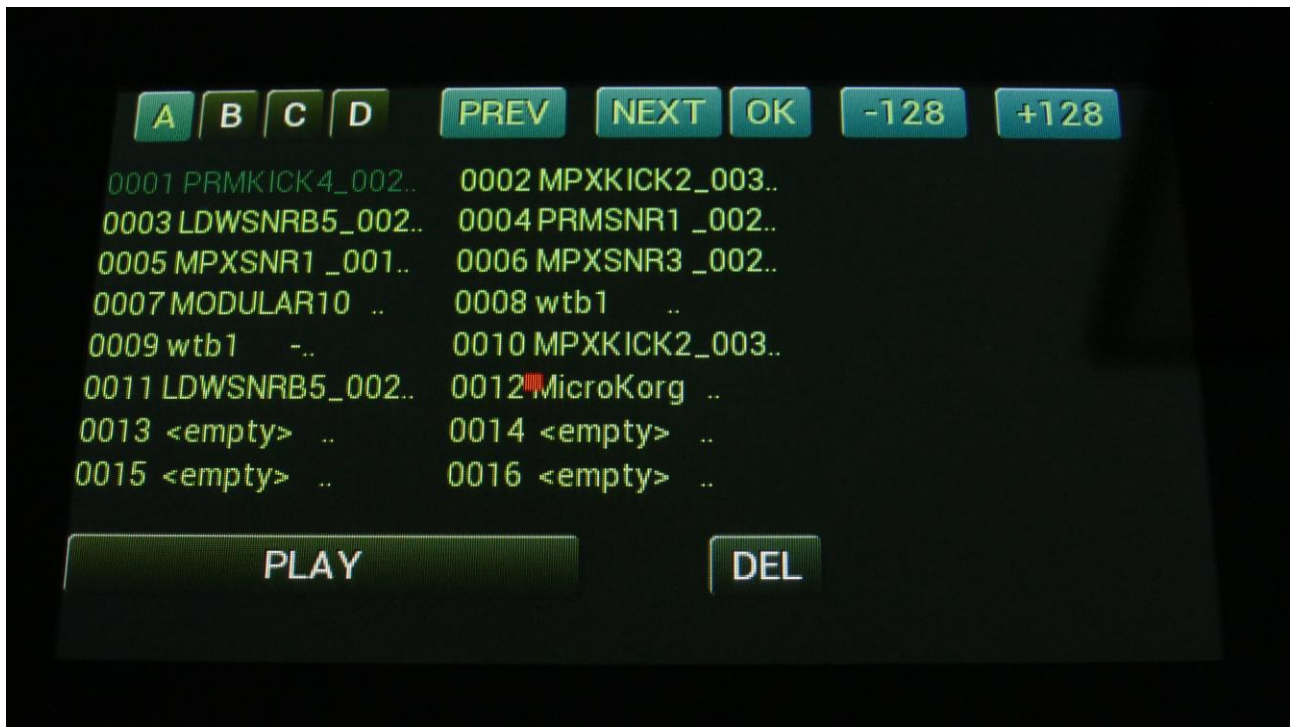 A B C D PREV NEXT OK -128 +128
0001 PRMKICK4_002.. 0002 MPXKICK2_003..
0003 LDWSNRB5_002.. 0004 PRMSNR1 _002..
0005 MPXSNR1 _001.. 0006 MPXSNR3 _002..
0007 MODULAR10 .. 0008 wtb1 ..
0009 wtb1 -.. 0010 MPXKICK2_003..
0011 LDWSNRB5_002.. 0012 MicroKorg ..
0013 <empty> .. 0014 <empty> ..
0015 <empty> .. 0016 <empty> ..
PLAY DEL